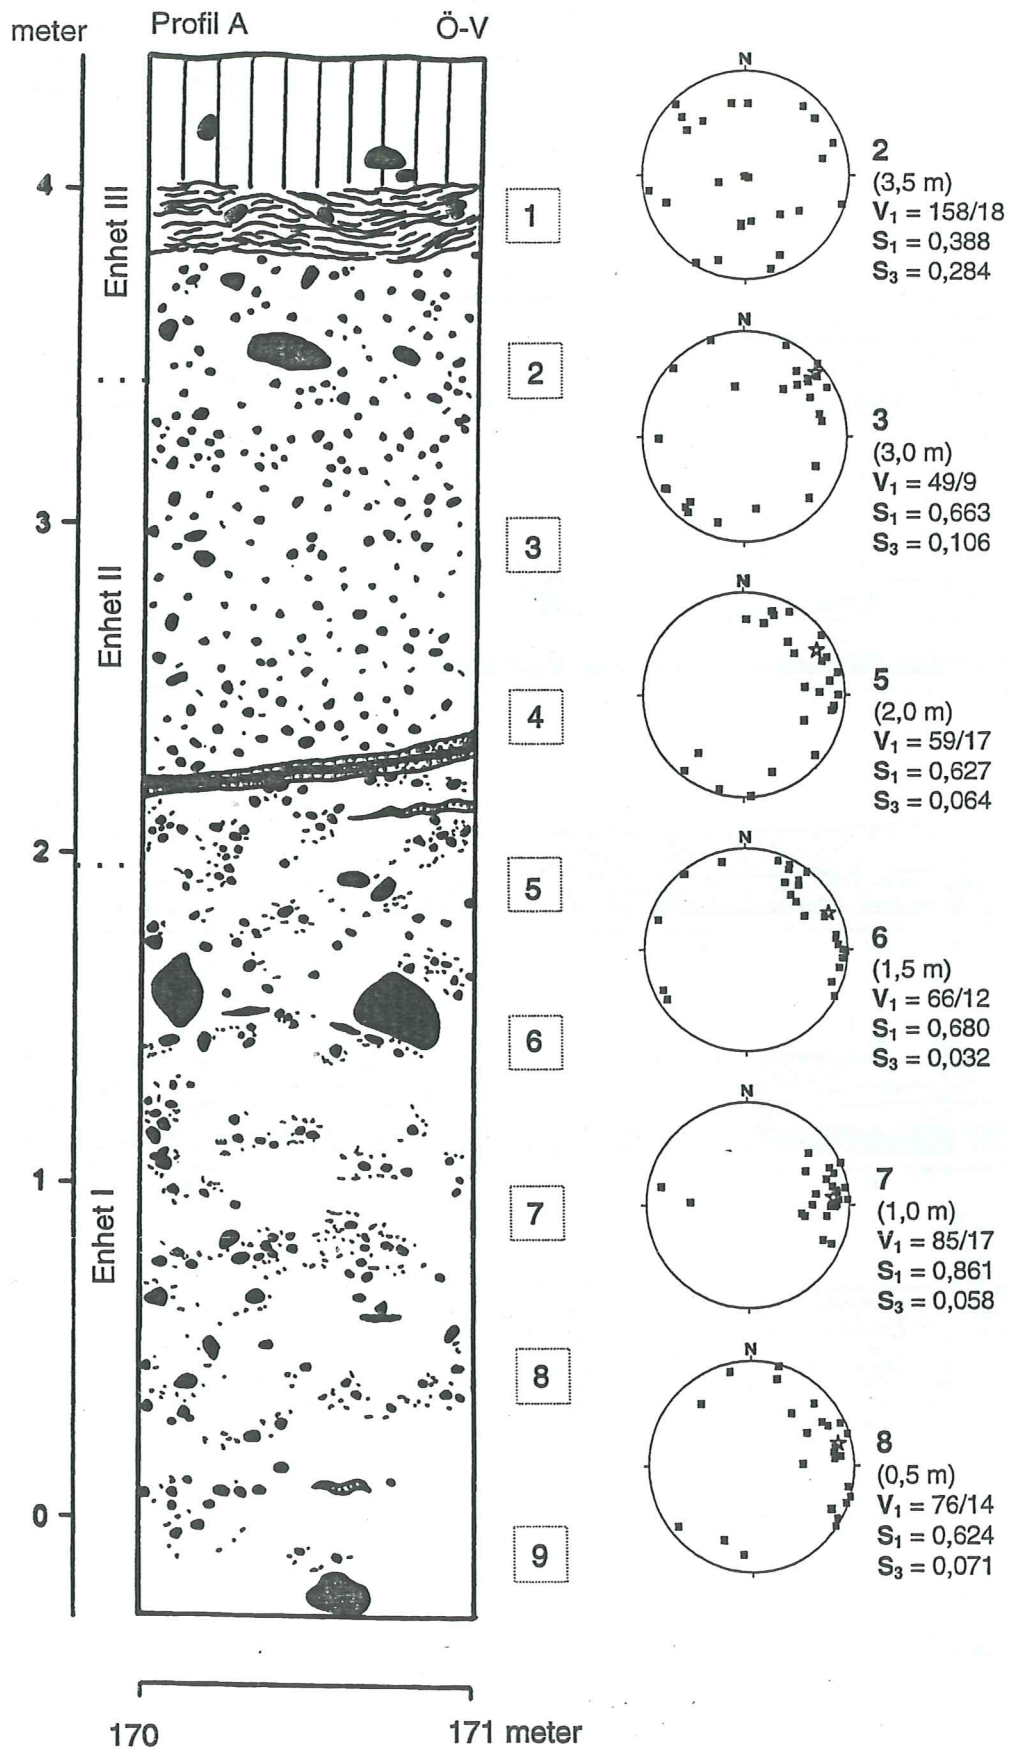 meter
Profil A
Ö-V
4
3
2
1
0
Enhet III
Enhet II
Enhet I
1
2
3
4
5
6
7
8
9
170
171 meter
N
2
(3,5 m)
V1 = 158/18
S1 = 0,388
S3 = 0,284
N
3
(3,0 m)
V1 = 49/9
S1 = 0,663
S3 = 0,106
N
5
(2,0 m)
V1 = 59/17
S1 = 0,627
S3 = 0,064
N
6
(1,5 m)
V1 = 66/12
S1 = 0,680
S3 = 0,032
N
7
(1,0 m)
V1 = 85/17
S1 = 0,861
S3 = 0,058
N
8
(0,5 m)
V1 = 76/14
S1 = 0,624
S3 = 0,071